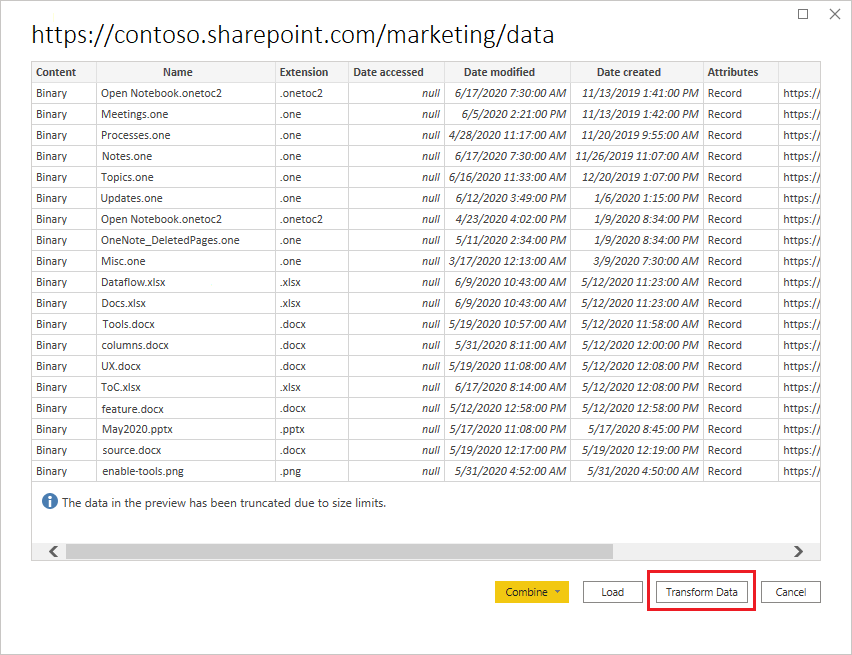 https://contoso.sharepoint.com/marketing/data
Content Name Extension Date accessed Date modified Date created Attributes
Binary Open Notebook.onetoc2 .onetoc2 null 6/17/2020 7:30:00 AM 11/13/2019 1:41:00 PM Record https://
Binary Meetings.one .one null 6/5/2020 2:21:00 PM 11/13/2019 1:42:00 PM Record https://
Binary Processes.one .one null 4/28/2020 11:17:00 AM 11/20/2019 9:55:00 AM Record https://
Binary Notes.one .one null 6/17/2020 7:30:00 AM 11/26/2019 11:07:00 AM Record https://
Binary Topics.one .one null 6/16/2020 11:33:00 AM 12/20/2019 1:07:00 PM Record https://
Binary Updates.one .one null 6/12/2020 3:49:00 PM 1/6/2020 1:15:00 PM Record https://
Binary Open Notebook.onetoc2 .onetoc2 null 4/23/2020 4:02:00 PM 1/9/2020 8:34:00 PM Record https://
Binary OneNote_DeletedPages.one .one null 5/11/2020 2:34:00 PM 1/9/2020 8:34:00 PM Record https://
Binary Misc.one .one null 3/17/2020 12:13:00 AM 3/9/2020 7:30:00 AM Record https://
Binary Dataflow.xlsx .xlsx null 6/9/2020 10:43:00 AM 5/12/2020 11:23:00 AM Record https://
Binary Docs.xlsx .xlsx null 6/9/2020 10:43:00 AM 5/12/2020 11:23:00 AM Record https://
Binary Tools.docx .docx null 5/19/2020 10:57:00 AM 5/12/2020 11:58:00 AM Record https://
Binary columns.docx .docx null 5/31/2020 8:11:00 AM 5/12/2020 12:00:00 PM Record https://
Binary UX.docx .docx null 5/19/2020 11:08:00 AM 5/12/2020 12:08:00 PM Record https://
Binary ToC.xlsx .xlsx null 6/17/2020 8:14:00 AM 5/12/2020 12:08:00 PM Record https://
Binary feature.docx .docx null 5/12/2020 12:58:00 PM 5/12/2020 12:58:00 PM Record https://
Binary May2020.pptx .pptx null 5/17/2020 11:08:00 PM 5/17/2020 8:45:00 PM Record https://
Binary source.docx .docx null 5/19/2020 12:17:00 PM 5/19/2020 12:19:00 PM Record https://
Binary enable-tools.png .png null 5/31/2020 4:52:00 AM 5/31/2020 4:50:00 AM Record https://
The data in the preview has been truncated due to size limits.
Combine Load Transform Data Cancel